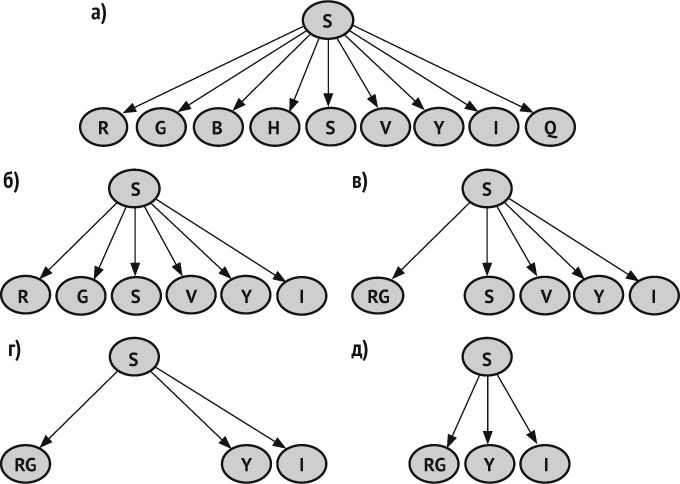 а) S
R G B H S V Y I Q
б) S
R G S V Y I
в) S
RG S V Y I
г) S
RG Y I
д) S
RG Y I